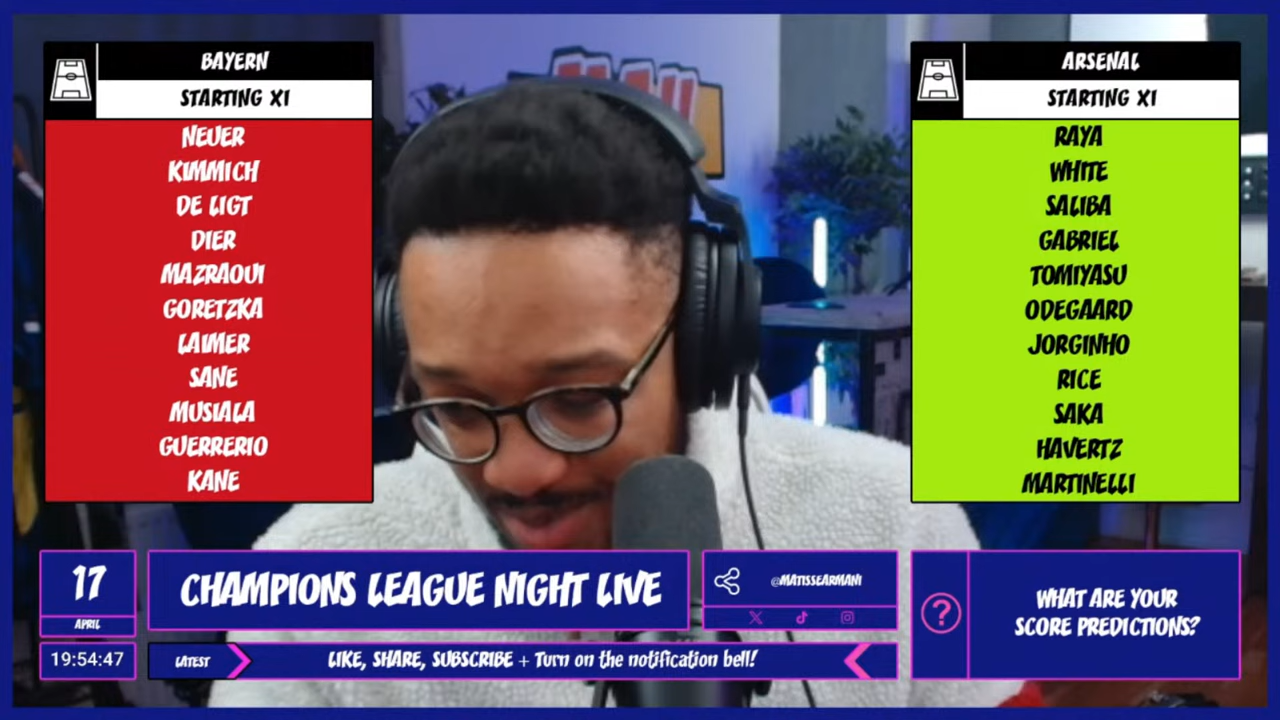 BAYERN
STARTING XI
NEUER
KIMMICH
DE LIGT
DIER
MAZRAOUI
GORETZKA
LAIMER
SANE
MUSIALA
GUERRERIO
KANE
ARSENAL
STARTING XI
RAYA
WHITE
SALIBA
GABRIEL
TOMIYASU
ODEGAARD
JORGINHO
RICE
SAKA
HAVERTZ
MARTINELLI
17
APRIL
19:54:47
CHAMPIONS LEAGUE NIGHT LIVE
LATEST
LIKE, SHARE, SUBSCRIBE + Turn on the notification bell!
@MATISSEARMANI
?
WHAT ARE YOUR
SCORE PREDICTIONS?